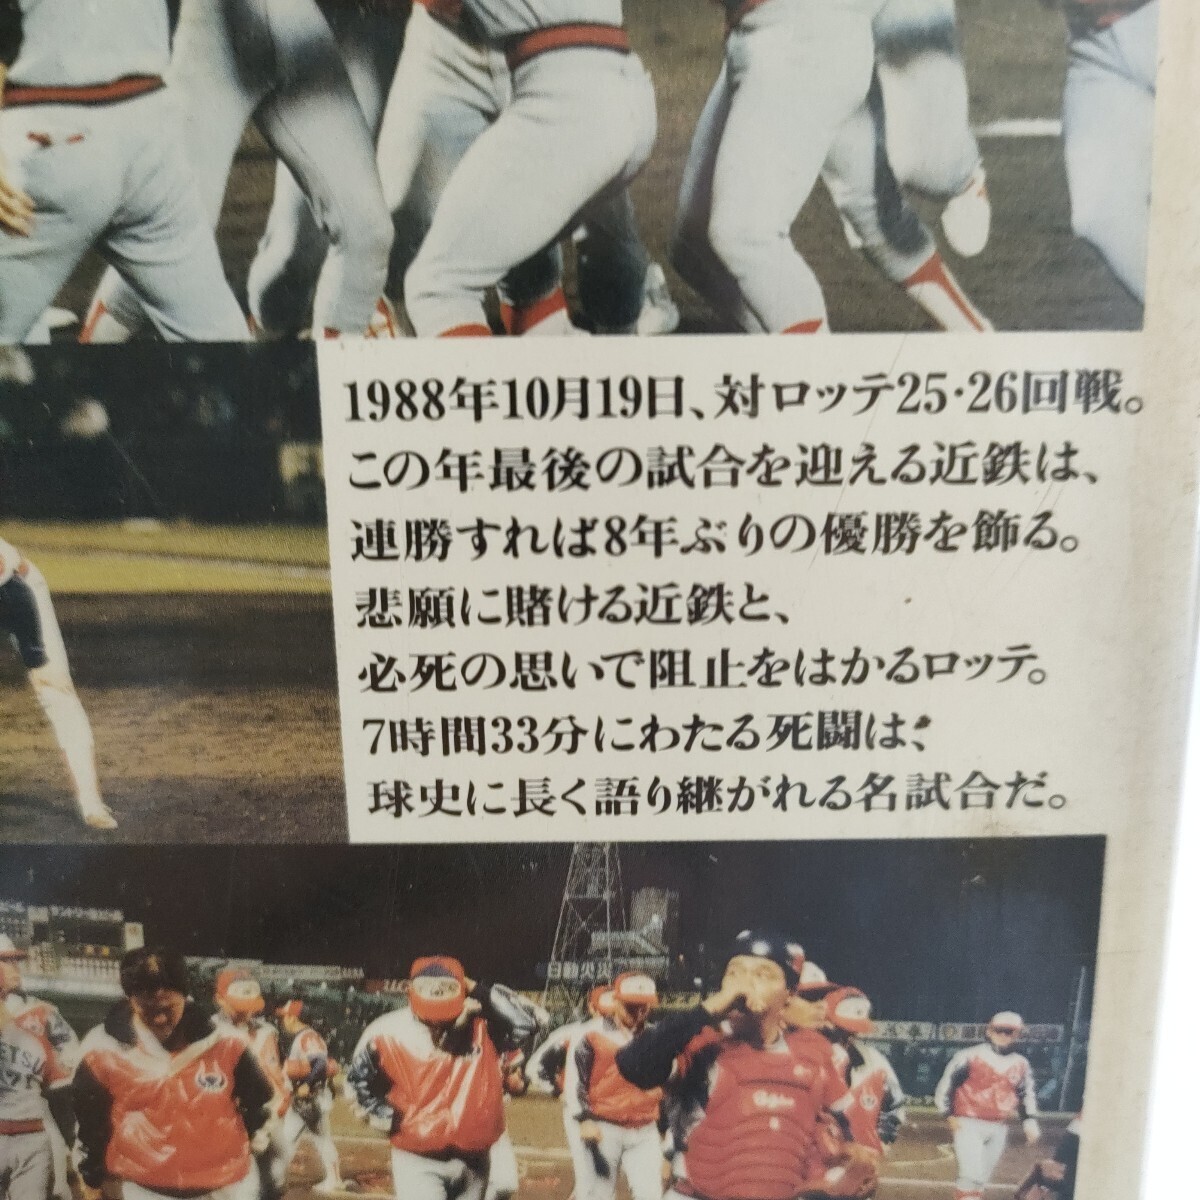 1988年10月19日、対ロッテ25・26回戦。
この年最後の試合を迎える近鉄は、
連勝すれば8年ぶりの優勝を飾る。
悲願に賭ける近鉄と、
必死の思いで阻止をはかるロッテ。
7時間33分にわたる死闘は、
球史に長く語り継がれる名試合だ。
日動火災